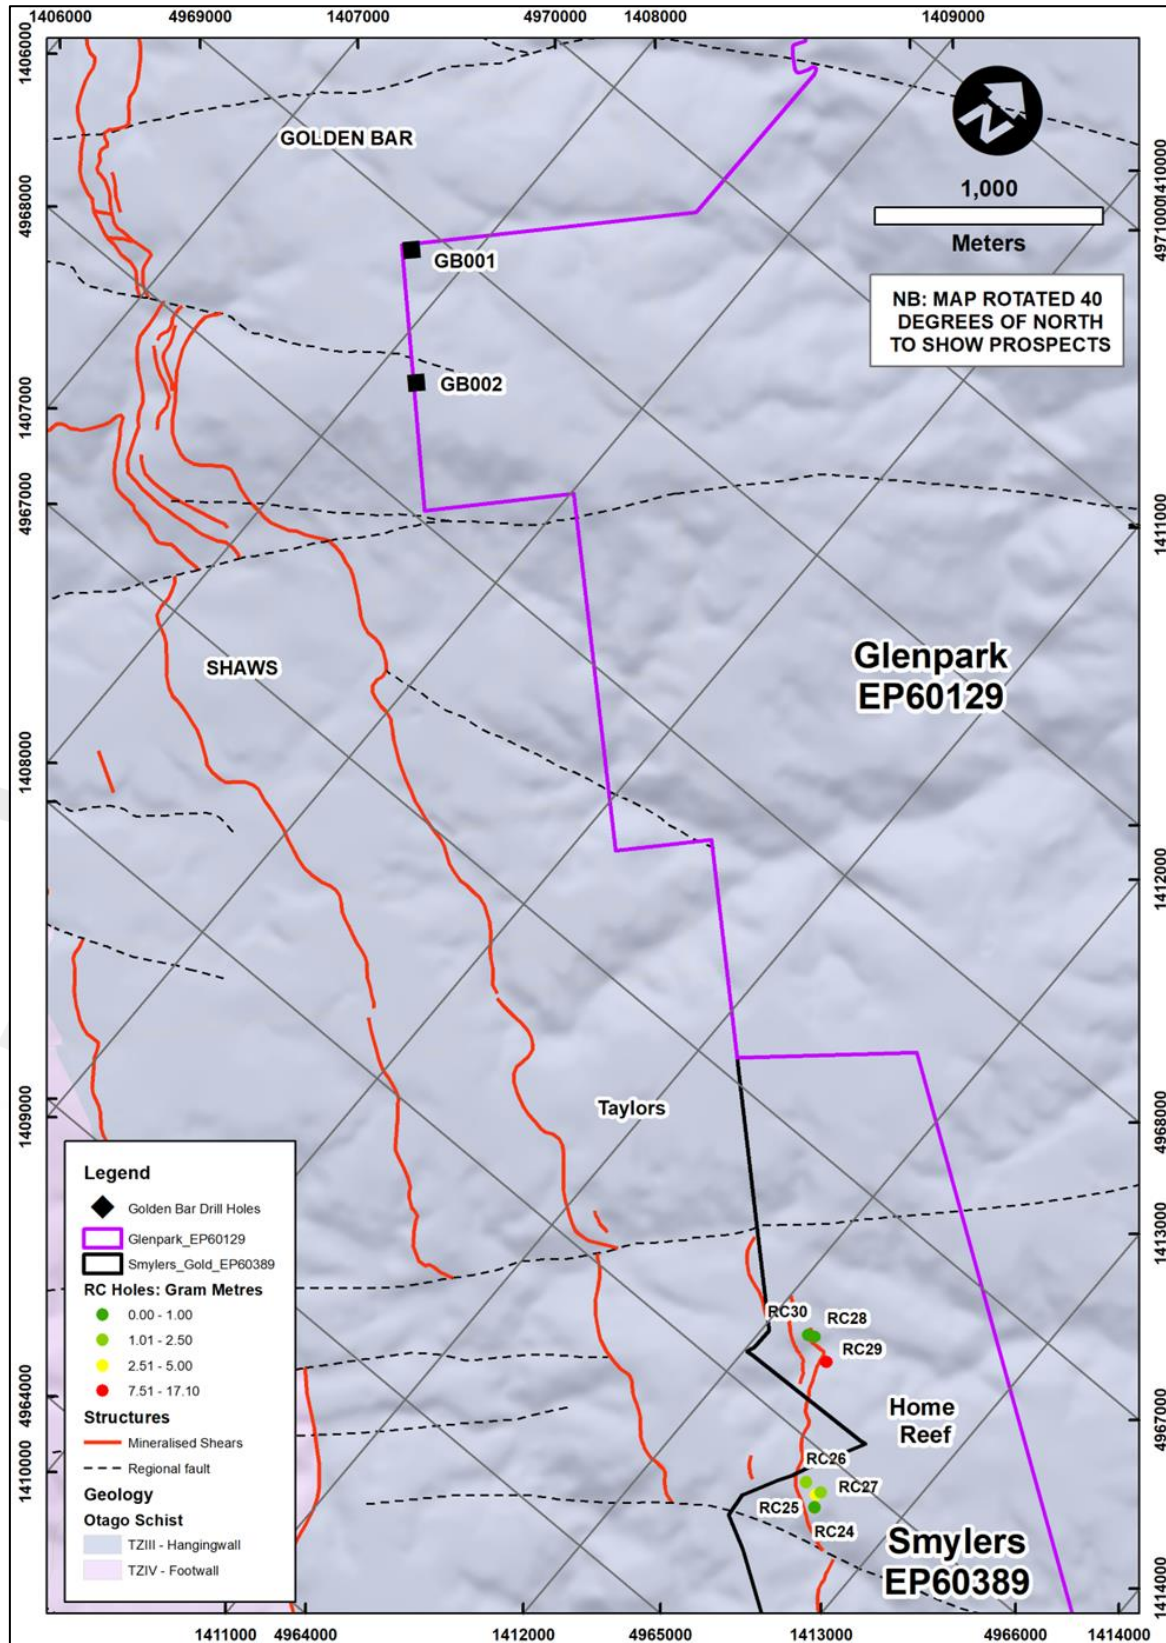 1406000
4969000
1407000
4970000
1408000
1409000
1406000
4968000
1407000
4967000
1408000
1409000
4964000
1410000
GOLDEN BAR
N
1,000
Meters
NB: MAP ROTATED 40
DEGREES OF NORTH
TO SHOW PROSPECTS
GB001
GB002
SHAWS
Glenpark
EP60129
Taylors
1410000
4971000
1411000
1412000
4968000
1413000
4967000
1414000
Legend
Golden Bar Drill Holes
Glenpark_EP60129
Smylers_Gold_EP60389
RC Holes: Gram Metres
0.00 - 1.00
1.01 - 2.50
2.51 - 5.00
7.51 - 17.10
Structures
Mineralised Shears
Regional fault
Geology
Otago Schist
TZIII - Hangingwall
TZIV - Footwall
RC30
RC28
RC29
Home
Reef
RC26
RC27
RC25
RC24
Smylers
EP60389
1411000
4964000
1412000
4965000
1413000
4966000
1414000